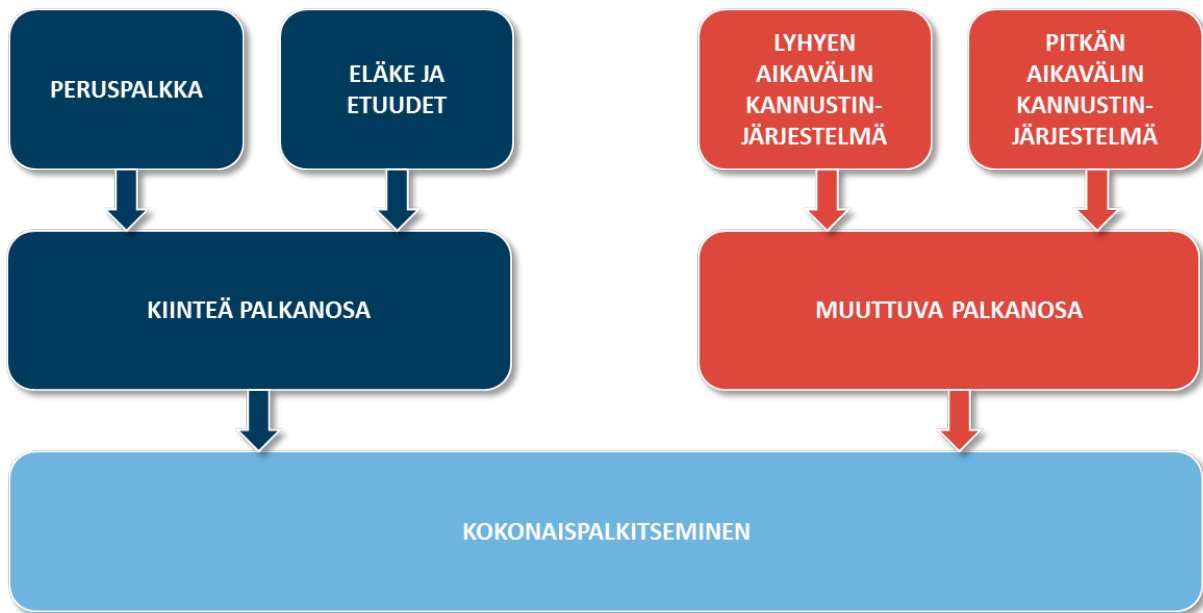 PERUSPALKKA
ELÄKE JA
ETUUDET
LYHYEN
AIKAVÄLIN
KANNUSTIN-
JÄRJESTELMÄ
PITKÄN
AIKAVÄLIN
KANNUSTIN-
JÄRJESTELMÄ
KIINTEÄ PALKANOSA
MUUTTUVA PALKANOSA
KOKONAISPALKITSEMINEN